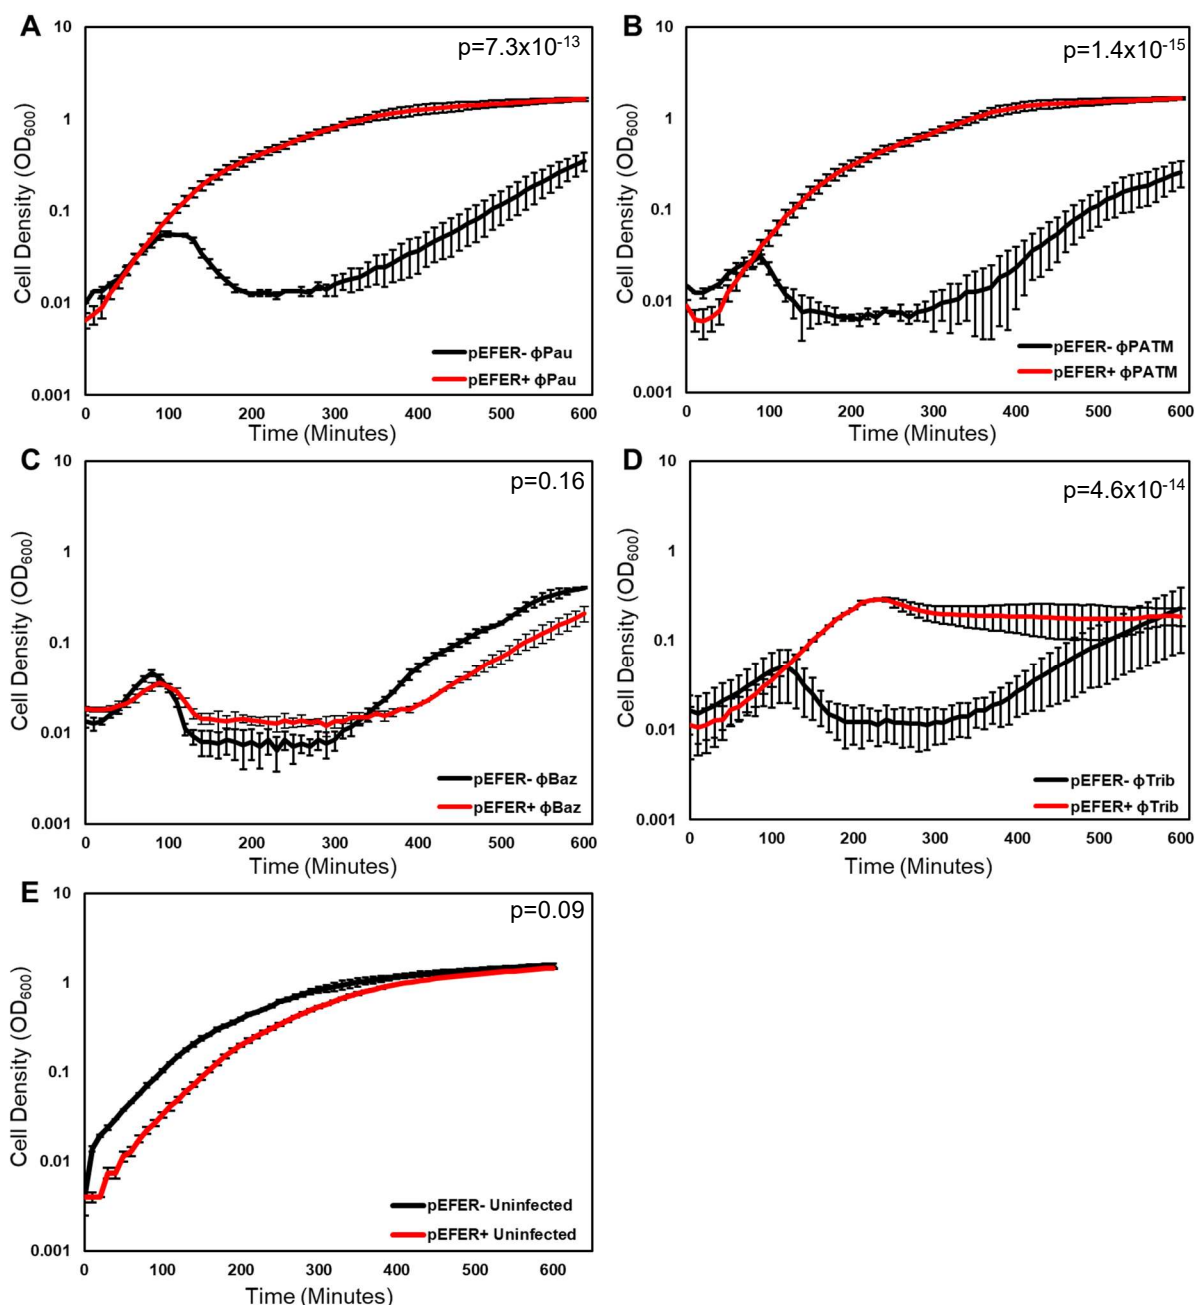 A
p=7.3x10⁻¹³
10
1
0.1
0.01
0.001
Cell Density (OD₆₀₀)
pEFER- ϕPau
pEFER+ ϕPau
0 100 200 300 400 500 600
Time (Minutes)
B
p=1.4x10⁻¹⁵
10
1
0.1
0.01
0.001
Cell Density (OD₆₀₀)
pEFER- ϕPATM
pEFER+ ϕPATM
0 100 200 300 400 500 600
Time (Minutes)
C
p=0.16
10
1
0.1
0.01
0.001
Cell Density (OD₆₀₀)
pEFER- ϕBaz
pEFER+ ϕBaz
0 100 200 300 400 500 600
Time (Minutes)
D
p=4.6x10⁻¹⁴
10
1
0.1
0.01
0.001
Cell Density (OD₆₀₀)
pEFER- ϕTrib
pEFER+ ϕTrib
0 100 200 300 400 500 600
Time (Minutes)
E
p=0.09
10
1
0.1
0.01
0.001
Cell Density (OD₆₀₀)
pEFER- Uninfected
pEFER+ Uninfected
0 100 200 300 400 500 600
Time (Minutes)